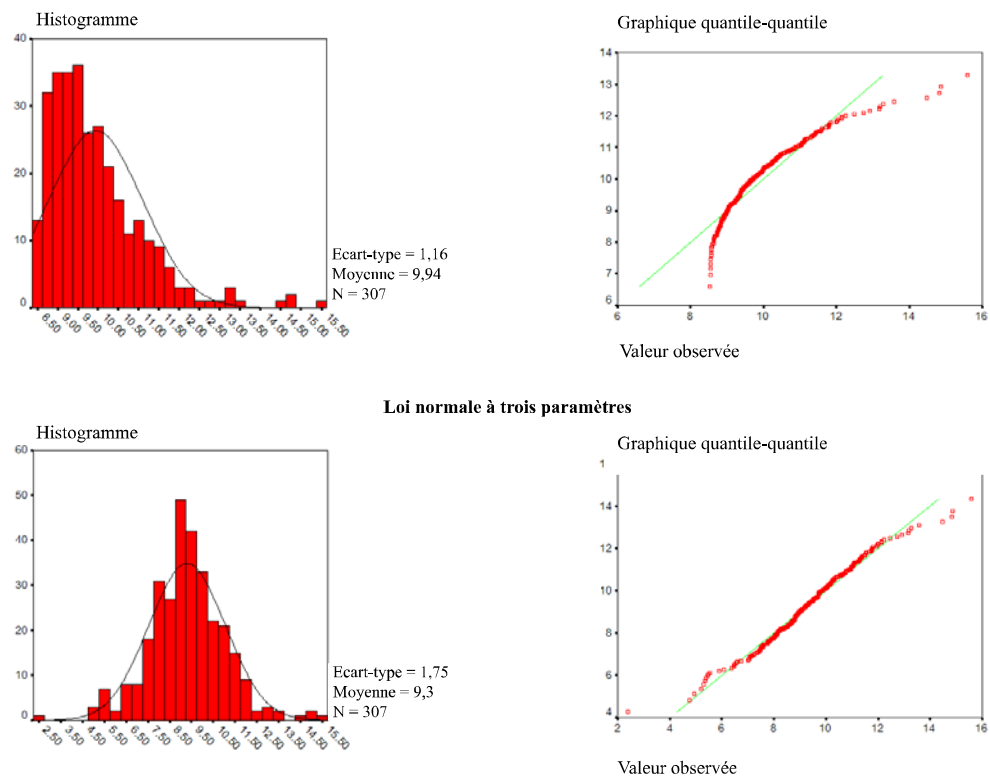 Histogramme
Graphique quantile-quantile
40
30
20
10
0
6.50 9.00 9.50 10.00 10.50 11.00 11.50 12.00 12.50 13.00 13.50 14.00 14.50 15.00 15.50
Ecart-type = 1,16
Moyenne = 9,94
N = 307
14
13
12
11
10
9
8
7
6
6 8 10 12 14 16
Valeur observée
Loi normale à trois paramètres
Histogramme
Graphique quantile-quantile
60
50
40
30
20
10
0
2.50 3.50 4.50 5.50 6.50 7.50 8.50 9.50 10.50 11.50 12.50 13.50 14.50 15.50
Ecart-type = 1,75
Moyenne = 9,3
N = 307
1
14
12
10
8
6
4
2 4 6 8 10 12 14 16
Valeur observée